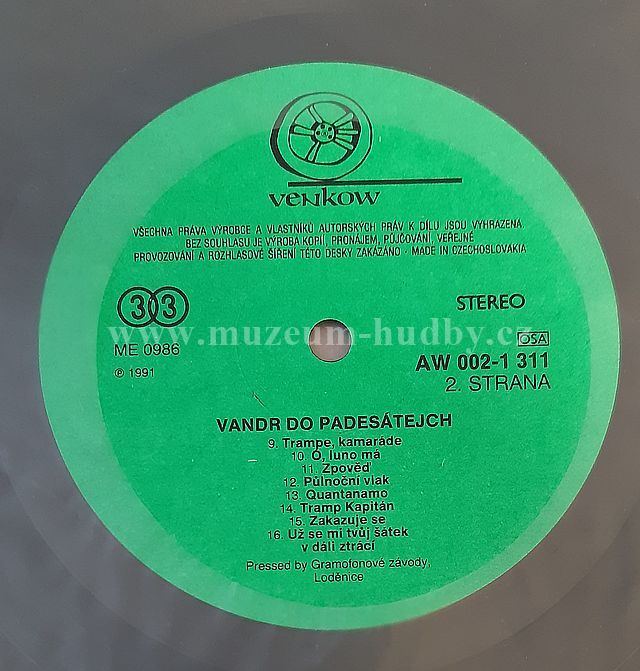 VENKOW
VŠECHNA PRÁVA VÝROBCE A VLASTNÍKŮ AUTORSKÝCH PRÁV K DÍLU JSOU VYHRAZENA.
BEZ SOUHLASU JE VÝROBA KOPIÍ, PRONÁJEM, PŮJČOVÁNÍ, VEŘEJNÉ
PROVOZOVÁNÍ A ROZHLASOVÉ ŠÍŘENÍ TÉTO DESKY ZAKÁZÁNO · MADE IN CZECHOSLOVAKIA
33
STEREO
www.muzeum-hudby.cz
OSA
ME 0986
AW 002-1 311
℗ 1991
2. STRANA
VANDR DO PADESÁTEJCH
9. Trampe, kamaráde
10. Ó, luno má
11. Zpověď
12. Půlnoční vlak
13. Quantanamo
14. Tramp Kapitán
15. Zakazuje se
16. Už se mi tvůj šátek
v dáli ztrácí
Pressed by Gramofonové závody,
Loděnice